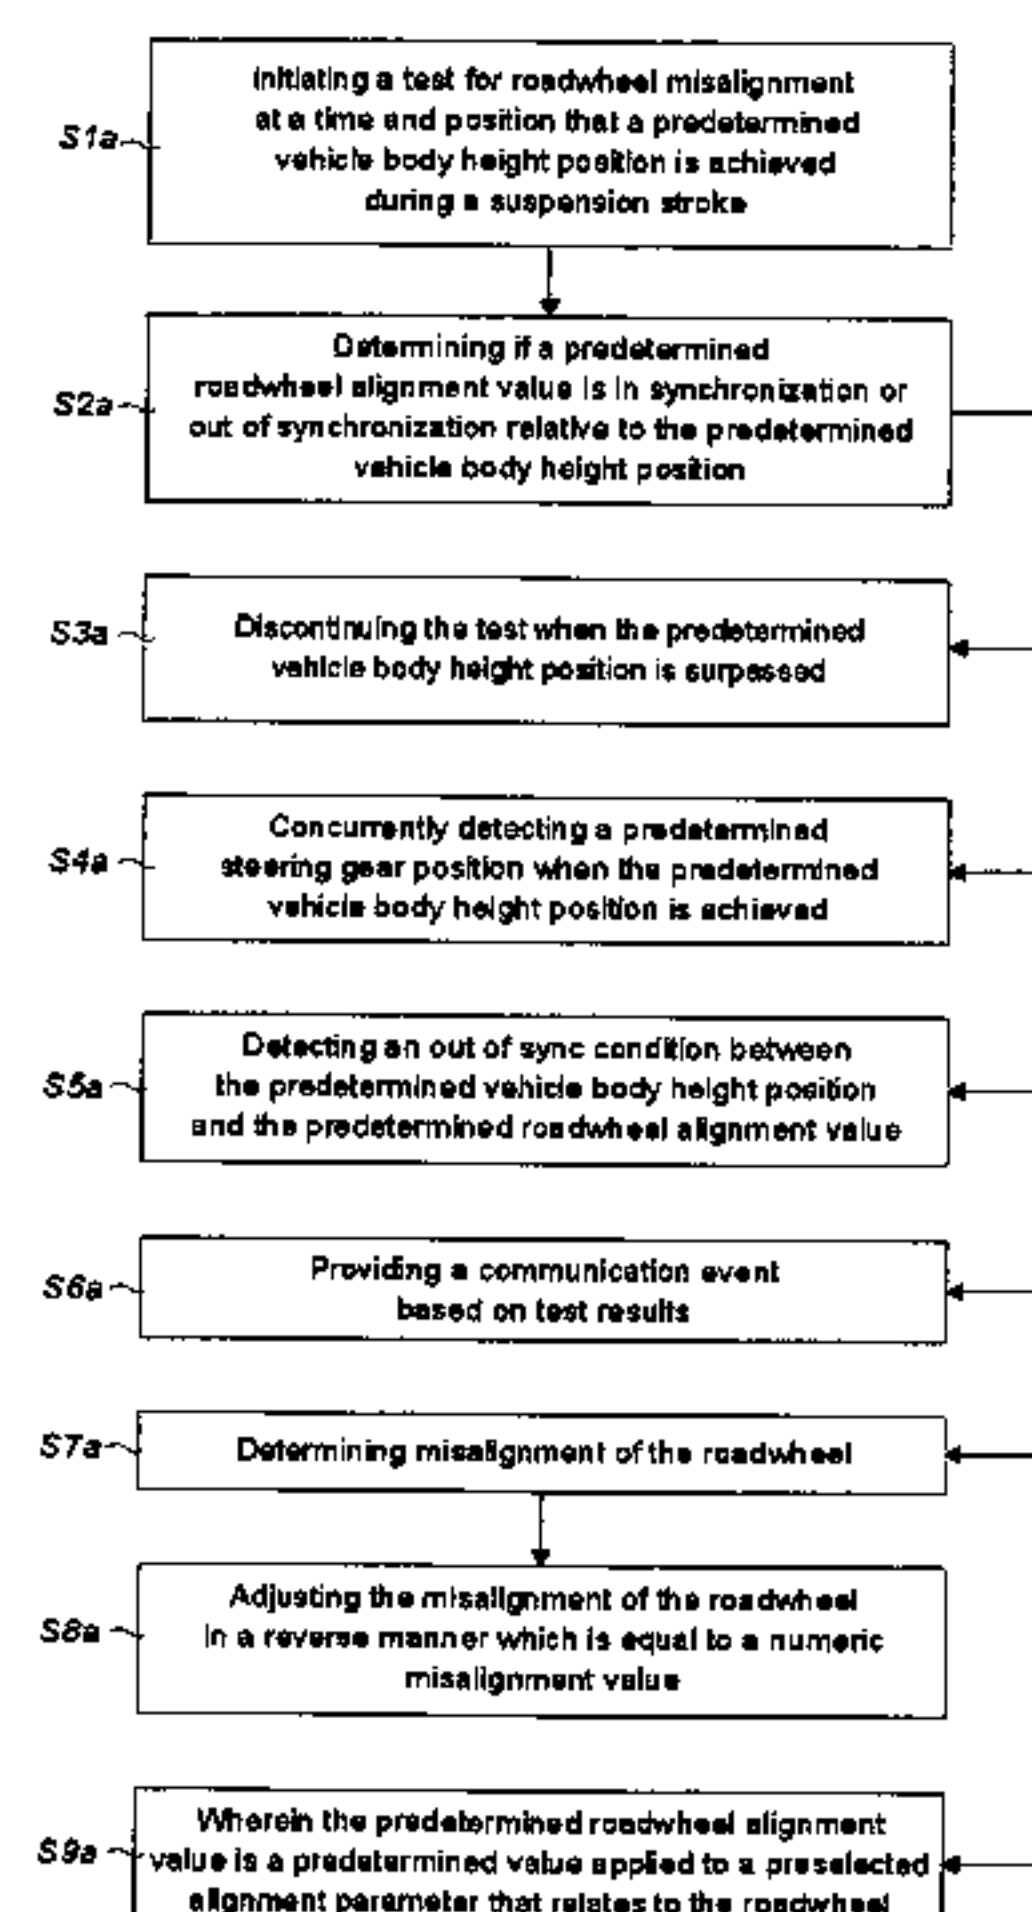 S1a
Initiating a test for roadwheel misalignment
at a time and position that a predetermined
vehicle body height position is achieved
during a suspension stroke
S2a
Determining if a predetermined
roadwheel alignment value is in synchronization or
out of synchronization relative to the predetermined
vehicle body height position
S3a
Discontinuing the test when the predetermined
vehicle body height position is surpassed
S4a
Concurrently detecting a predetermined
steering gear position when the predetermined
vehicle body height position is achieved
S5a
Detecting an out of sync condition between
the predetermined vehicle body height position
and the predetermined roadwheel alignment value
S6a
Providing a communication event
based on test results
S7a
Determining misalignment of the roadwheel
S8a
Adjusting the misalignment of the roadwheel
in a reverse manner which is equal to a numeric
misalignment value
S9a
Wherein the predetermined roadwheel alignment
value is a predetermined value applied to a preselected
alignment parameter that relates to the roadwheel